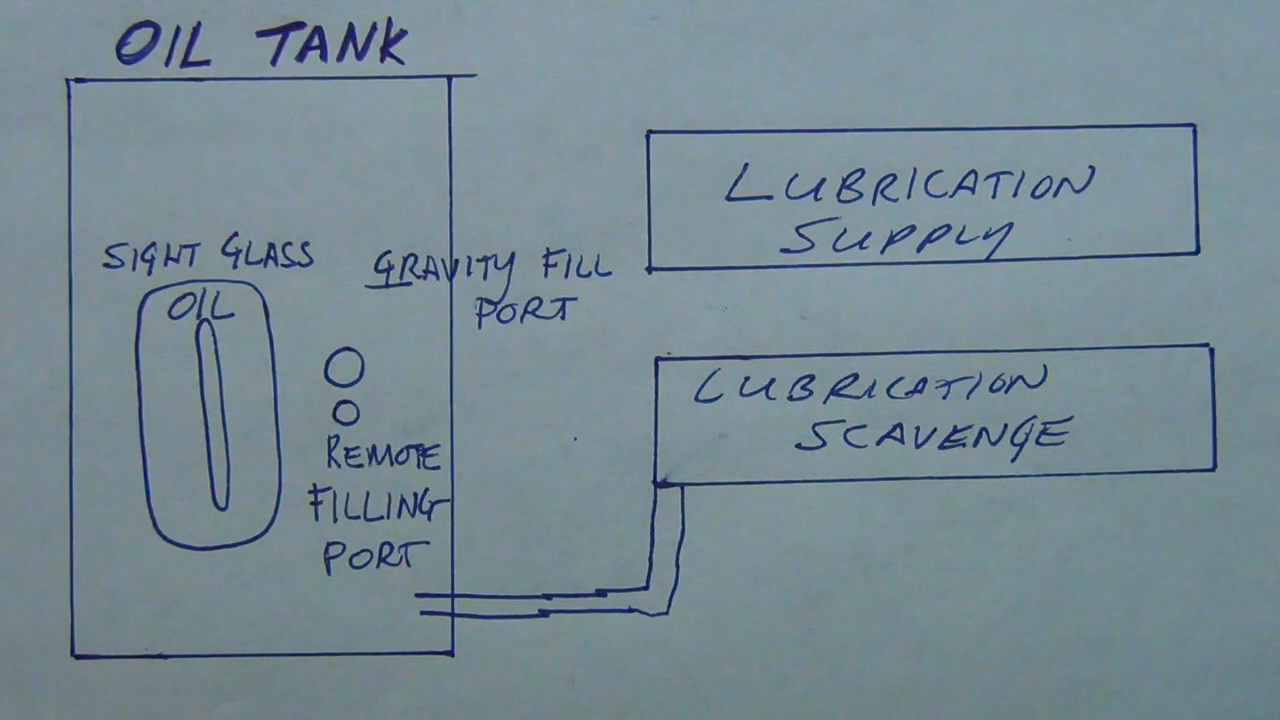 OIL TANK
LUBRICATION
SUPPLY
SIGHT GLASS
GRAVITY FILL
PORT
OIL
LUBRICATION
SCAVENGE
REMOTE
FILLING
PORT